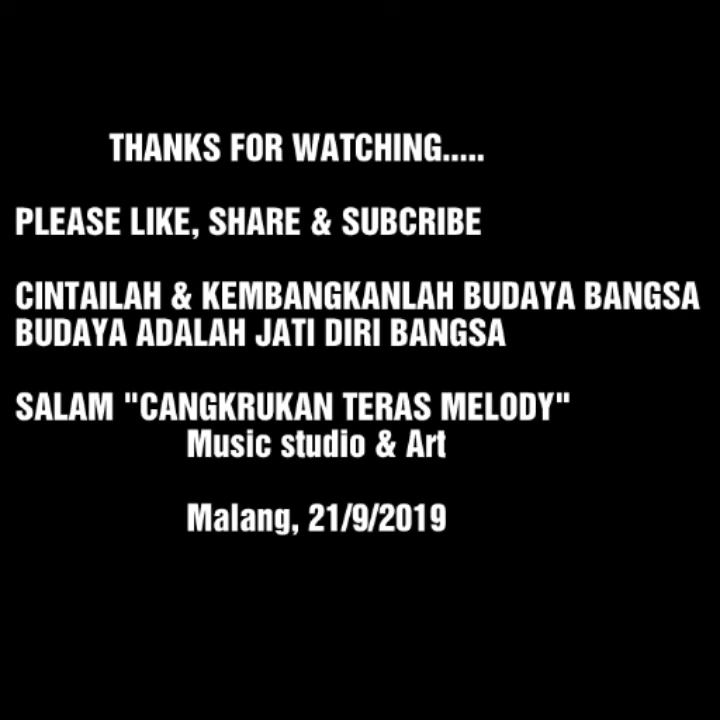 THANKS FOR WATCHING.....
PLEASE LIKE, SHARE & SUBCRIBE
CINTAILAH & KEMBANGKANLAH BUDAYA BANGSA
BUDAYA ADALAH JATI DIRI BANGSA
SALAM "CANGKRUKAN TERAS MELODY"
Music studio & Art
Malang, 21/9/2019